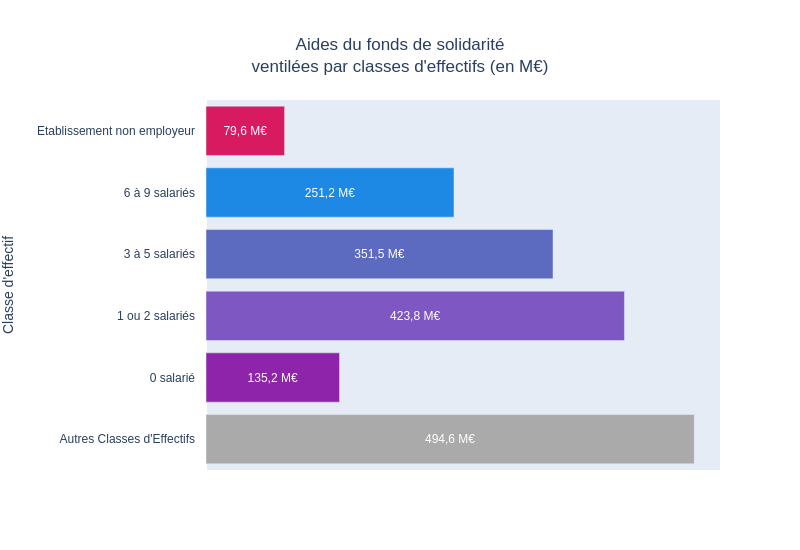 Aides du fonds de solidarité
ventilées par classes d'effectifs (en M€)
Classe d'effectif
Etablissement non employeur
79,6 M€
6 à 9 salariés
251,2 M€
3 à 5 salariés
351,5 M€
1 ou 2 salariés
423,8 M€
0 salarié
135,2 M€
Autres Classes d'Effectifs
494,6 M€